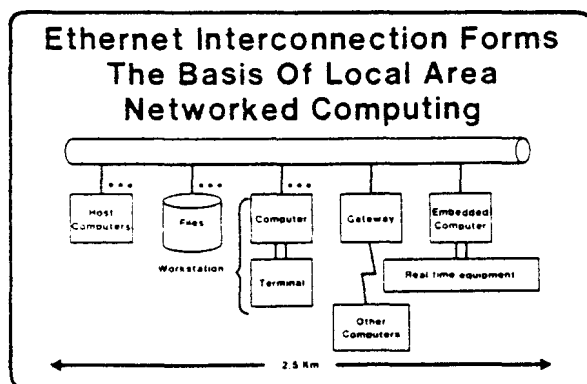 Ethernet Interconnection Forms
The Basis Of Local Area
Networked Computing
Host
Computers
Files
Computer
Gateway
Embedded
Computer
Workstation
Terminal
Real time equipment
Other
Computers
2.5 Km